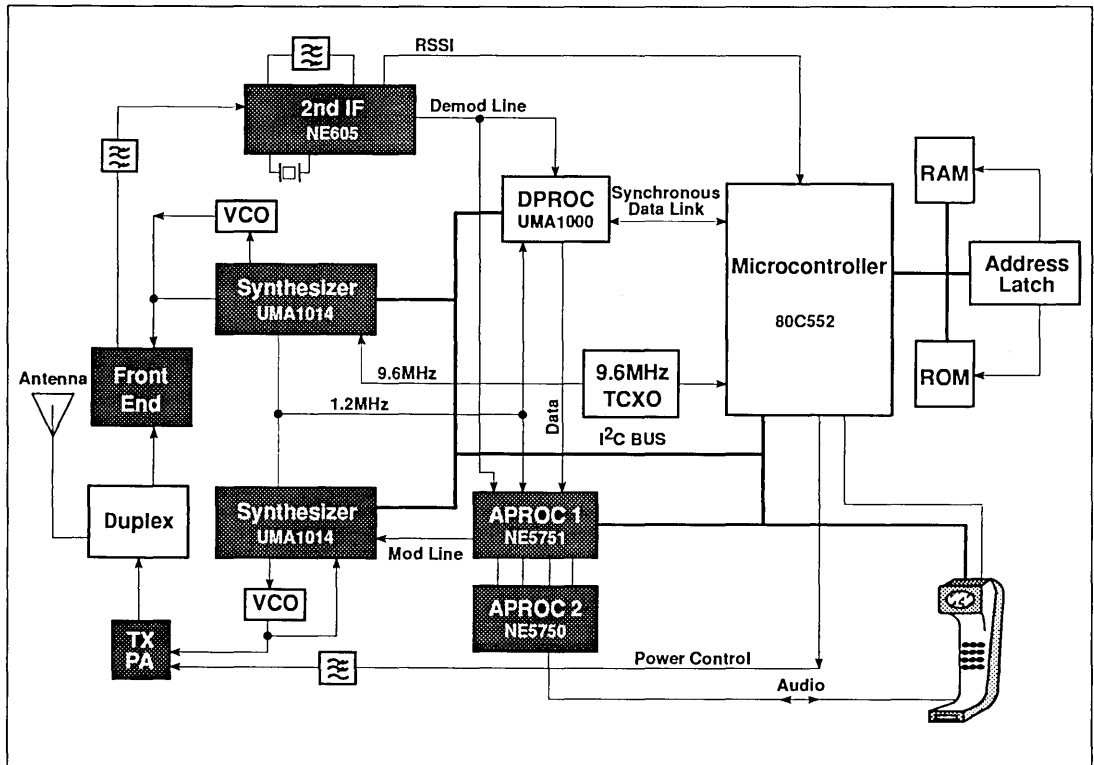 RSSI
2nd IF
NE605
Demod Line
VCO
DPROC
UMA1000
Synchronous
Data Link
RAM
Microcontroller
80C552
Address
Latch
ROM
Synthesizer
UMA1014
Antenna
Front
End
9.6MHz
9.6MHz
TCXO
1.2MHz
Data
I²C BUS
Duplex
Synthesizer
UMA1014
Mod Line
APROC 1
NE5751
VCO
APROC 2
NE5750
TX
PA
Power Control
Audio